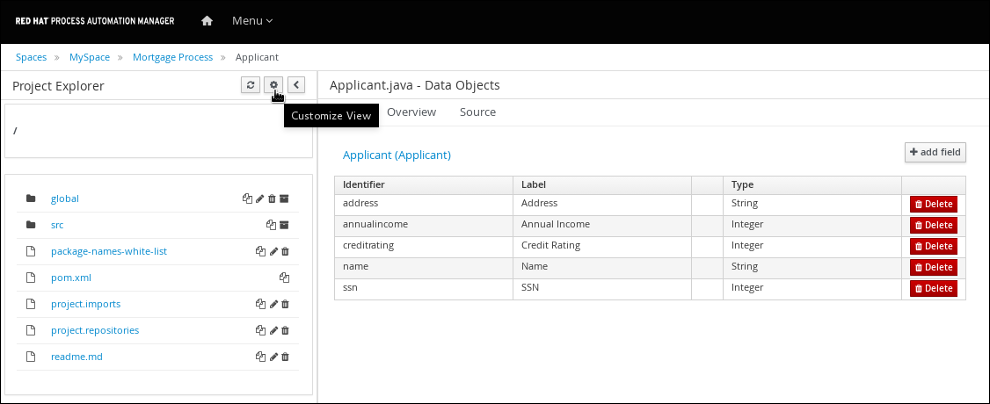 RED HAT PROCESS AUTOMATION MANAGER Menu
Spaces » MySpace » Mortgage Process » Applicant
Project Explorer
Applicant.java - Data Objects
Customize View
Overview Source
/
Applicant (Applicant)
+ add field
global
src
package-names-white-list
pom.xml
project.imports
project.repositories
readme.md
Identifier Label Type
address Address String Delete
annualincome Annual Income Integer Delete
creditrating Credit Rating Integer Delete
name Name String Delete
ssn SSN Integer Delete